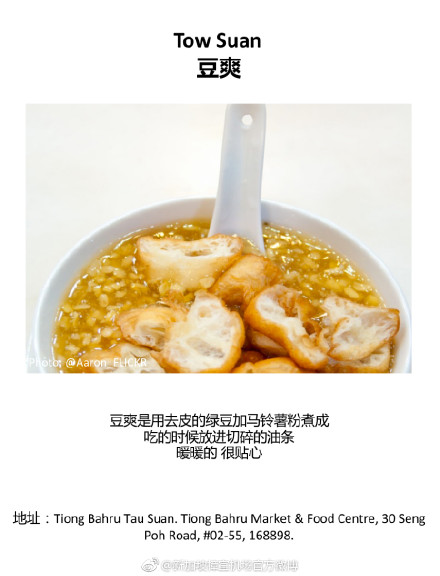 Tow Suan
豆爽
Photo: @Aaron_FLICKR
豆爽是用去皮的绿豆加马铃薯粉煮成
吃的时候放进切碎的油条
暖暖的 很贴心
地址：Tiong Bahru Tau Suan. Tiong Bahru Market & Food Centre, 30 Seng
Poh Road, #02-55, 168898.